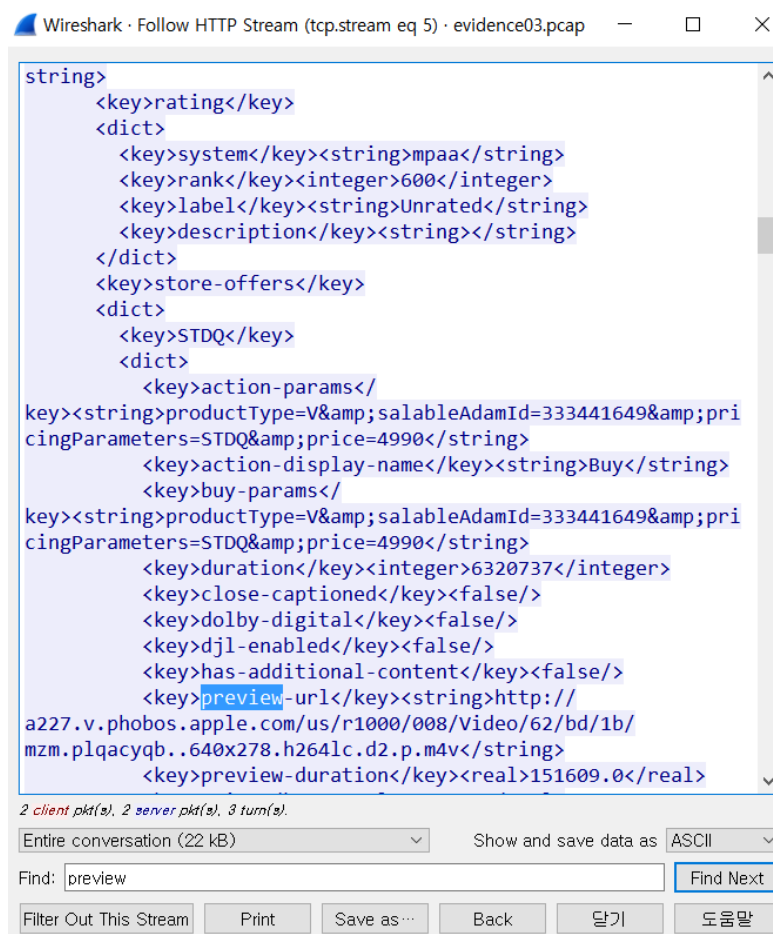 Wireshark · Follow HTTP Stream (tcp.stream eq 5) · evidence03.pcap
string>
<key>rating</key>
<dict>
<key>system</key><string>mpaa</string>
<key>rank</key><integer>600</integer>
<key>label</key><string>Unrated</string>
<key>description</key><string></string>
</dict>
<key>store-offers</key>
<dict>
<key>STDQ</key>
<dict>
<key>action-params</
key><string>productType=V&amp;salableAdamId=333441649&amp;pri
cingParameters=STDQ&amp;price=4990</string>
<key>action-display-name</key><string>Buy</string>
<key>buy-params</
key><string>productType=V&amp;salableAdamId=333441649&amp;pri
cingParameters=STDQ&amp;price=4990</string>
<key>duration</key><integer>6320737</integer>
<key>close-captioned</key><false/>
<key>dolby-digital</key><false/>
<key>djl-enabled</key><false/>
<key>has-additional-content</key><false/>
<key>preview-url</key><string>http://
a227.v.phobos.apple.com/us/r1000/008/Video/62/bd/1b/
mzm.plqacyqb..640x278.h264lc.d2.p.m4v</string>
<key>preview-duration</key><real>151609.0</real>
2 client pkt(s), 2 server pkt(s), 3 turn(s).
Entire conversation (22 kB) Show and save data as ASCII
Find: preview Find Next
Filter Out This Stream Print Save as… Back 닫기 도움말